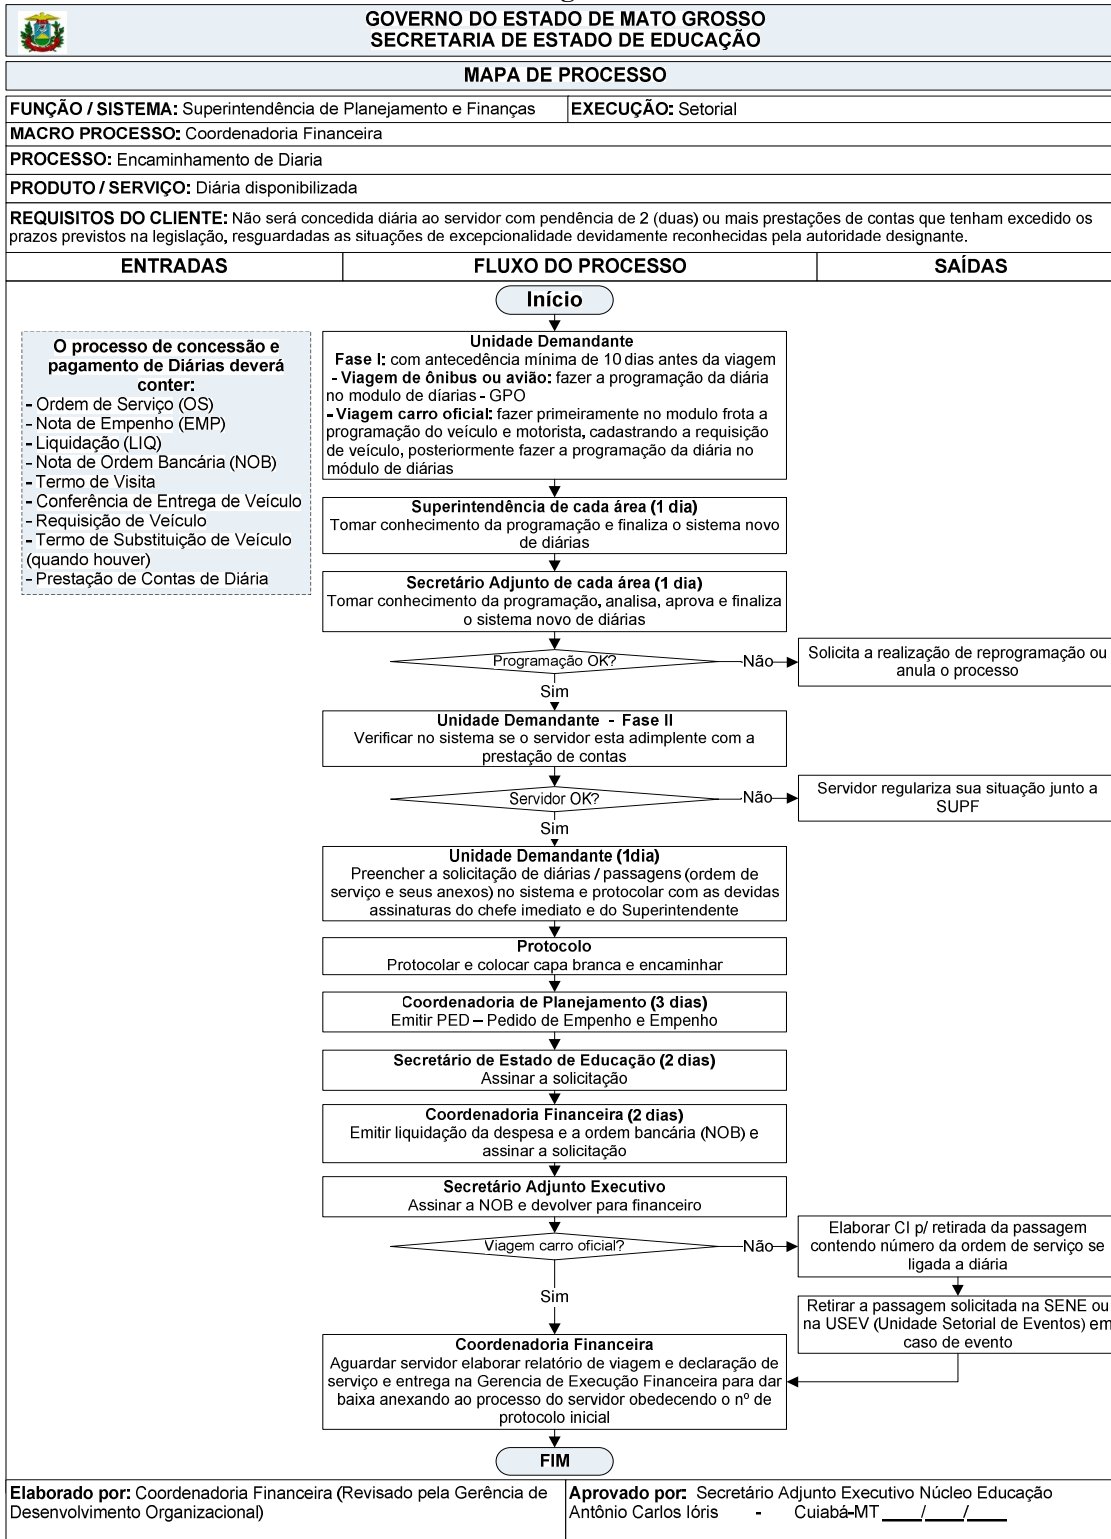 GOVERNO DO ESTADO DE MATO GROSSO
SECRETARIA DE ESTADO DE EDUCAÇÃO
MAPA DE PROCESSO
FUNÇÃO / SISTEMA: Superintendência de Planejamento e Finanças
EXECUÇÃO: Setorial
MACRO PROCESSO: Coordenadoria Financeira
PROCESSO: Encaminhamento de Diaria
PRODUTO / SERVIÇO: Diária disponibilizada
REQUISITOS DO CLIENTE: Não será concedida diária ao servidor com pendência de 2 (duas) ou mais prestações de contas que tenham excedido os
prazos previstos na legislação, resguardadas as situações de excepcionalidade devidamente reconhecidas pela autoridade designante.
ENTRADAS
FLUXO DO PROCESSO
SAÍDAS
O processo de concessão e
pagamento de Diárias deverá
conter:
- Ordem de Serviço (OS)
- Nota de Empenho (EMP)
- Liquidação (LIQ)
- Nota de Ordem Bancária (NOB)
- Termo de Visita
- Conferência de Entrega de Veículo
- Requisição de Veículo
- Termo de Substituição de Veículo
(quando houver)
- Prestação de Contas de Diária
Início
Unidade Demandante
Fase I: com antecedência mínima de 10 dias antes da viagem
- Viagem de ônibus ou avião: fazer a programação da diária
no modulo de díarias - GPO
- Viagem carro oficial: fazer primeiramente no modulo frota a
programação do veículo e motorista, cadastrando a requisição
de veículo, posteriormente fazer a programação da diária no
módulo de diárias
Superintendência de cada área (1 dia)
Tomar conhecimento da programação e finaliza o sistema novo
de diárias
Secretário Adjunto de cada área (1 dia)
Tomar conhecimento da programação, analisa, aprova e finaliza
o sistema novo de diárias
Programação OK?
Não
Solicita a realização de reprogramação ou
anula o processo
Sim
Unidade Demandante - Fase II
Verificar no sistema se o servidor esta adimplente com a
prestação de contas
Servidor OK?
Não
Servidor regulariza sua situação junto a
SUPF
Sim
Unidade Demandante (1dia)
Preencher a solicitação de diárias / passagens (ordem de
serviço e seus anexos) no sistema e protocolar com as devidas
assinaturas do chefe imediato e do Superintendente
Protocolo
Protocolar e colocar capa branca e encaminhar
Coordenadoria de Planejamento (3 dias)
Emitir PED – Pedido de Empenho e Empenho
Secretário de Estado de Educação (2 dias)
Assinar a solicitação
Coordenadoria Financeira (2 dias)
Emitir liquidação da despesa e a ordem bancária (NOB) e
assinar a solicitação
Secretário Adjunto Executivo
Assinar a NOB e devolver para financeiro
Viagem carro oficial?
Não
Elaborar CI p/ retirada da passagem
contendo número da ordem de serviço se
ligada a diária
Sim
Retirar a passagem solicitada na SENE ou
na USEV (Unidade Setorial de Eventos) em
caso de evento
Coordenadoria Financeira
Aguardar servidor elaborar relatório de viagem e declaração de
serviço e entrega na Gerencia de Execução Financeira para dar
baixa anexando ao processo do servidor obedecendo o nº de
protocolo inicial
FIM
Elaborado por: Coordenadoria Financeira (Revisado pela Gerência de
Desenvolvimento Organizacional)
Aprovado por: Secretário Adjunto Executivo Núcleo Educação
Antônio Carlos Ióris - Cuiabá-MT ____/____/____